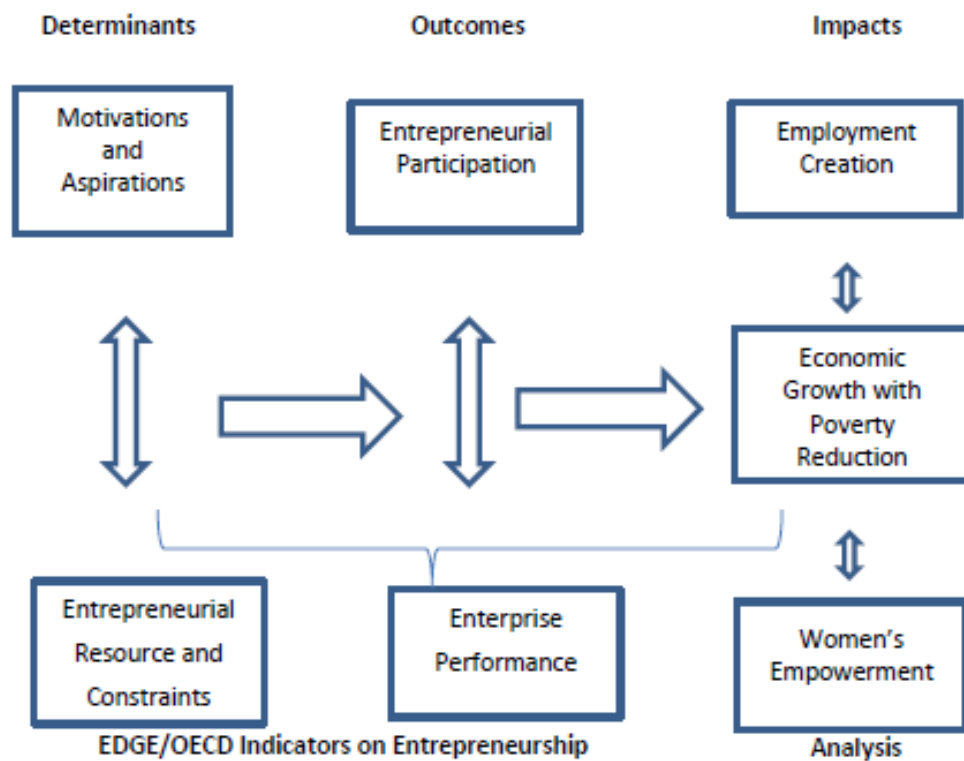 Determinants
Outcomes
Impacts
Motivations
and
Aspirations
Entrepreneurial
Participation
Employment
Creation
Economic
Growth with
Poverty
Reduction
Entrepreneurial
Resource and
Constraints
Enterprise
Performance
Women's
Empowerment
EDGE/OECD Indicators on Entrepreneurship
Analysis